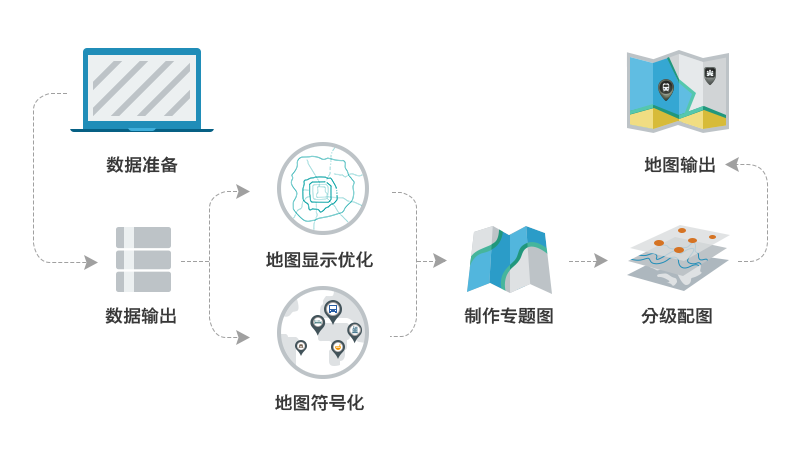 数据准备
数据输出
地图显示优化
地图符号化
制作专题图
分级配图
地图输出